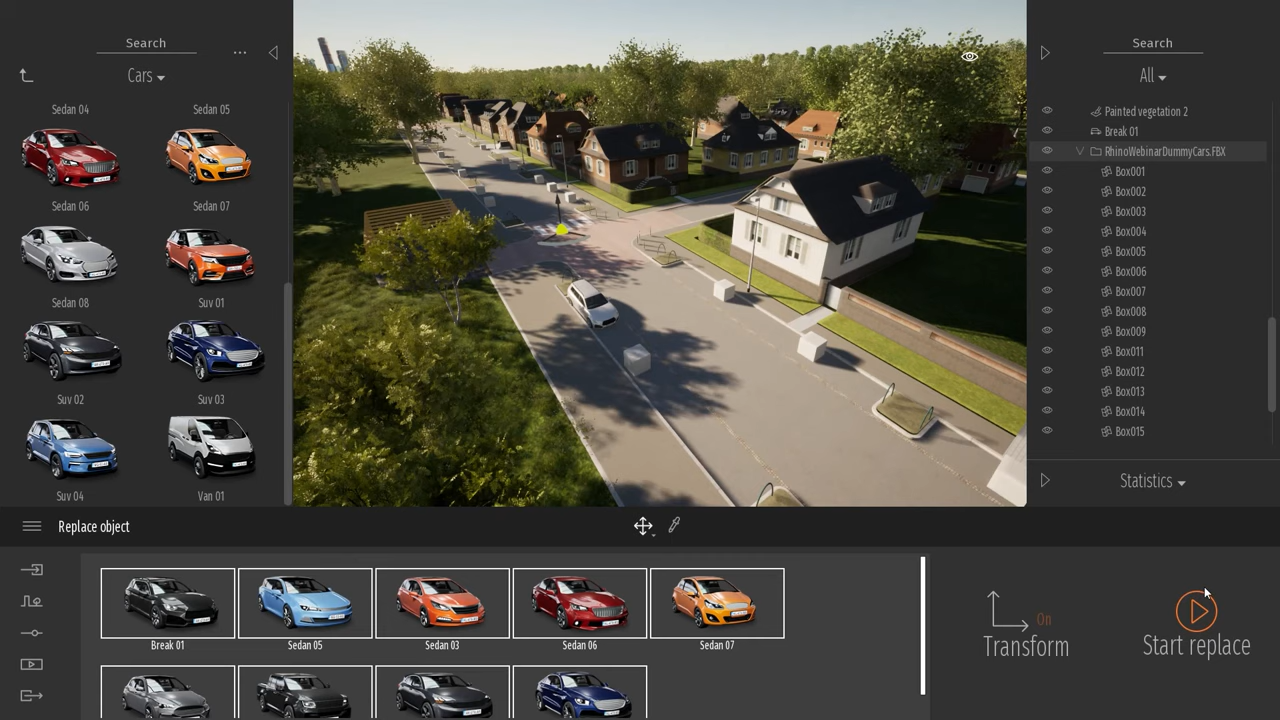 Search
...
Cars
Sedan 04
Sedan 05
Sedan 06
Sedan 07
Sedan 08
Suv 01
Suv 02
Suv 03
Suv 04
Van 01
Search
All
Painted vegetation 2
Break 01
RhinoWebinarDummyCars.FBX
Box001
Box002
Box003
Box004
Box005
Box006
Box007
Box008
Box009
Box011
Box012
Box013
Box014
Box015
Statistics
Replace object
Break 01
Sedan 05
Sedan 03
Sedan 06
Sedan 07
On
Transform
Start replace